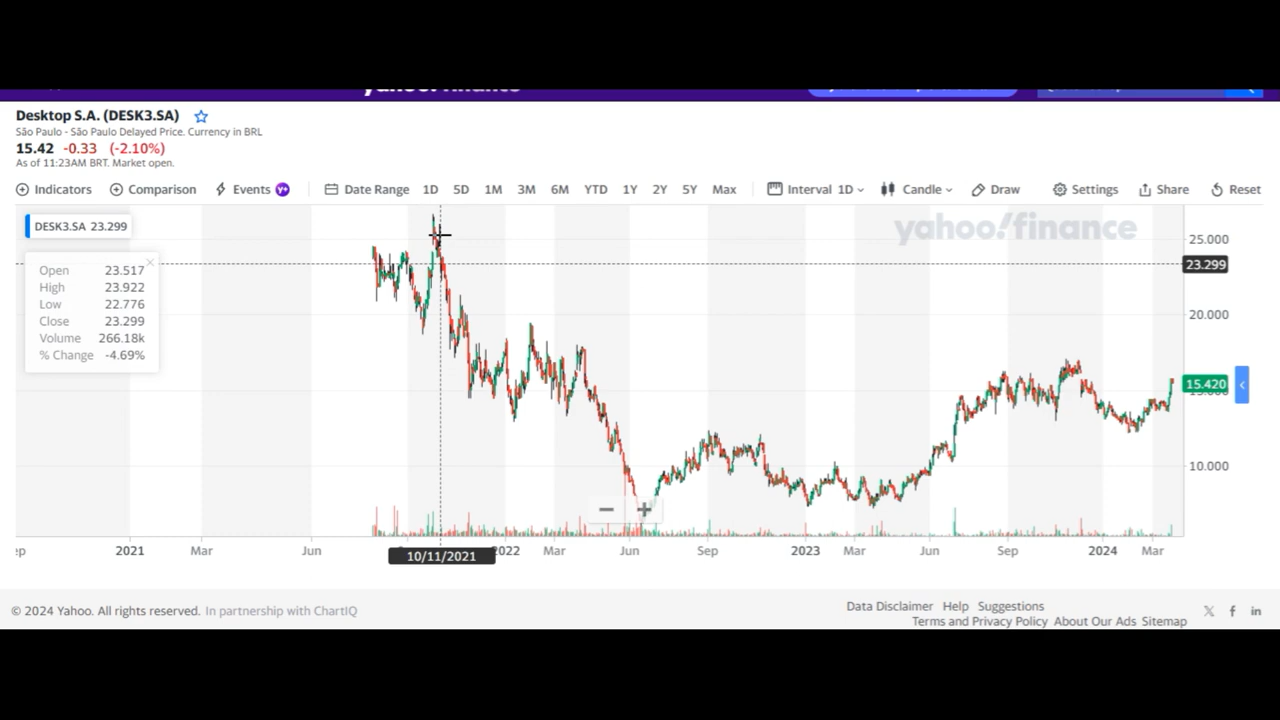 Desktop S.A. (DESK3.SA)
São Paulo - São Paulo Delayed Price. Currency in BRL
15.42 -0.33 (-2.10%)
As of 11:23AM BRT. Market open.
Indicators Comparison Events Y+ Date Range 1D 5D 1M 3M 6M YTD 1Y 2Y 5Y Max Interval 1D Candle Draw Settings Share Reset
DESK3.SA 23.299
yahoo!finance
25.000
23.299
20.000
15.420
10.000
Open 23.517
High 23.922
Low 22.776
Close 23.299
Volume 266.18k
% Change -4.69%
2021 Mar Jun 2022 Mar Jun Sep 2023 Mar Jun Sep 2024 Mar
10/11/2021
© 2024 Yahoo. All rights reserved. In partnership with ChartIQ
Data Disclaimer Help Suggestions
Terms and Privacy Policy About Our Ads Sitemap